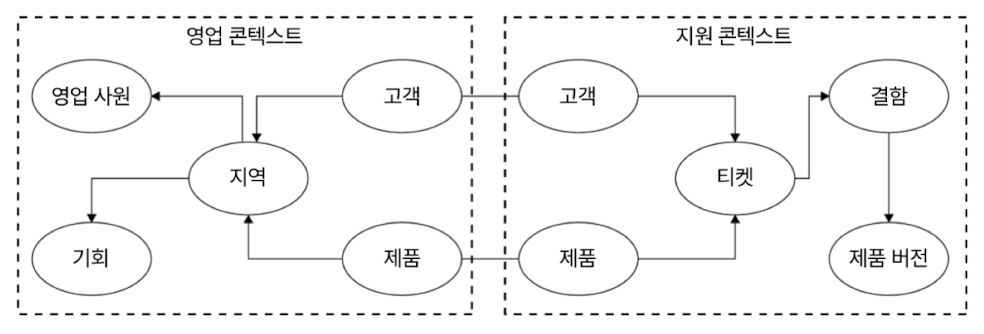 영업 콘텍스트
지원 콘텍스트
영업 사원
고객
고객
결함
지역
티켓
기회
제품
제품
제품 버전